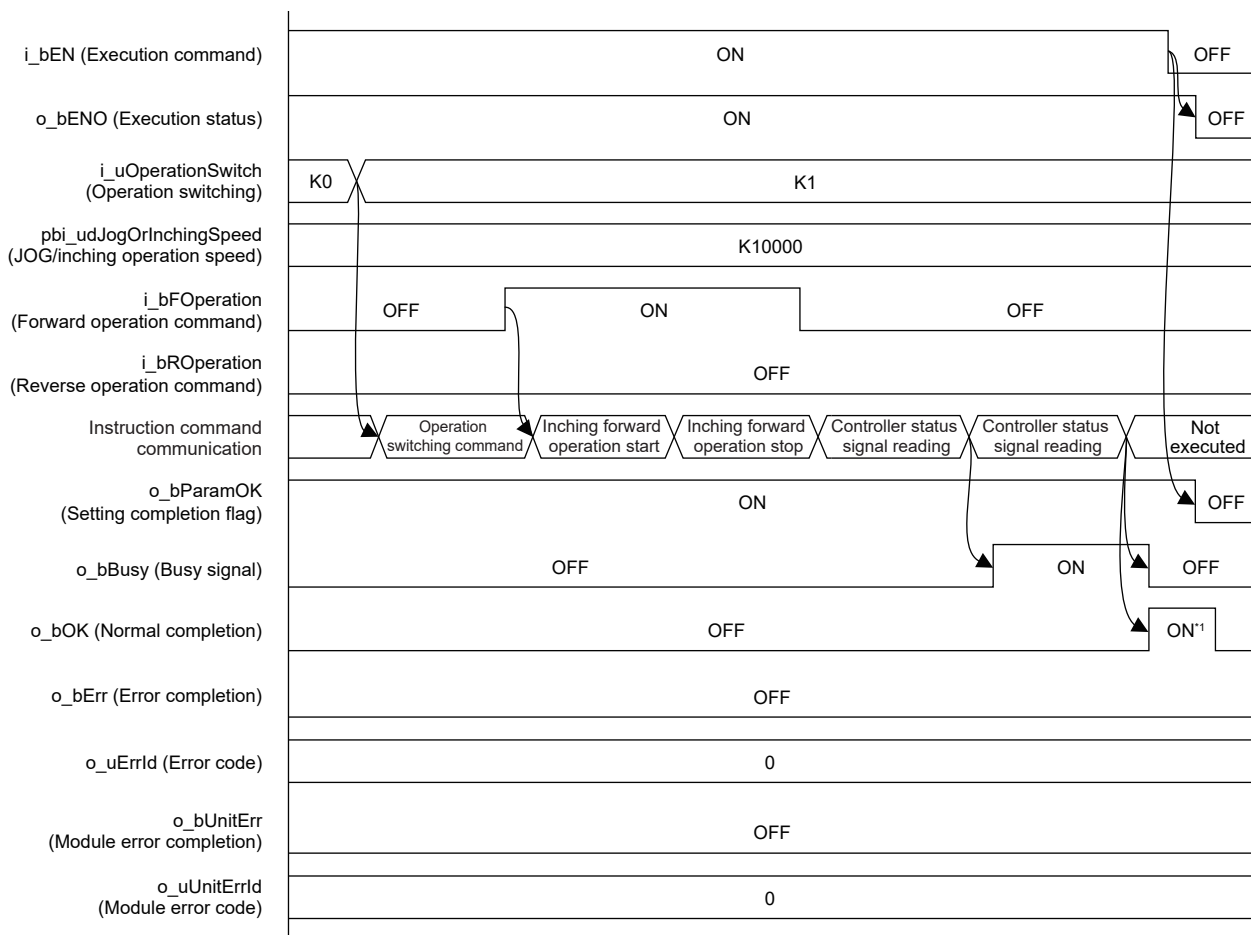 i_bEN (Execution command)
ON
OFF
o_bENO (Execution status)
ON
OFF
i_uOperationSwitch
(Operation switching)
K0
K1
pbi_udJogOrInchingSpeed
(JOG/inching operation speed)
K10000
i_bFOperation
(Forward operation command)
OFF
ON
OFF
i_bROperation
(Reverse operation command)
OFF
Instruction command
communication
Operation
switching command
Inching forward
operation start
Inching forward
operation stop
Controller status
signal reading
Controller status
signal reading
Not
executed
o_bParamOK
(Setting completion flag)
ON
OFF
o_bBusy (Busy signal)
OFF
ON
OFF
o_bOK (Normal completion)
OFF
ON*1
o_bErr (Error completion)
OFF
o_uErrId (Error code)
0
o_bUnitErr
(Module error completion)
OFF
o_uUnitErrId
(Module error code)
0